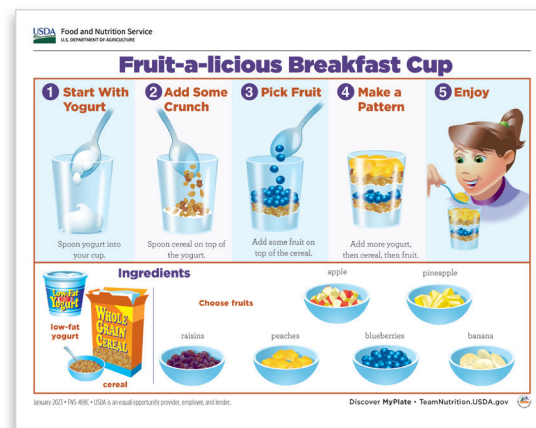 USDA Food and Nutrition Service
U.S. DEPARTMENT OF AGRICULTURE
Fruit-a-licious Breakfast Cup
1 Start With
Yogurt
Spoon yogurt into
your cup.
2 Add Some
Crunch
Spoon cereal on top of
the yogurt.
3 Pick Fruit
Add some fruit on
top of the cereal.
4 Make a
Pattern
Add more yogurt,
then cereal, then fruit.
5 Enjoy
Ingredients
Low-fat
Yogurt
low-fat
yogurt
WHOLE
GRAIN
CEREAL
cereal
Choose fruits
apple
pineapple
raisins
peaches
blueberries
banana
January 2023 • FNS-469C • USDA is an equal opportunity provider, employer, and lender.
Discover MyPlate • TeamNutrition.USDA.gov